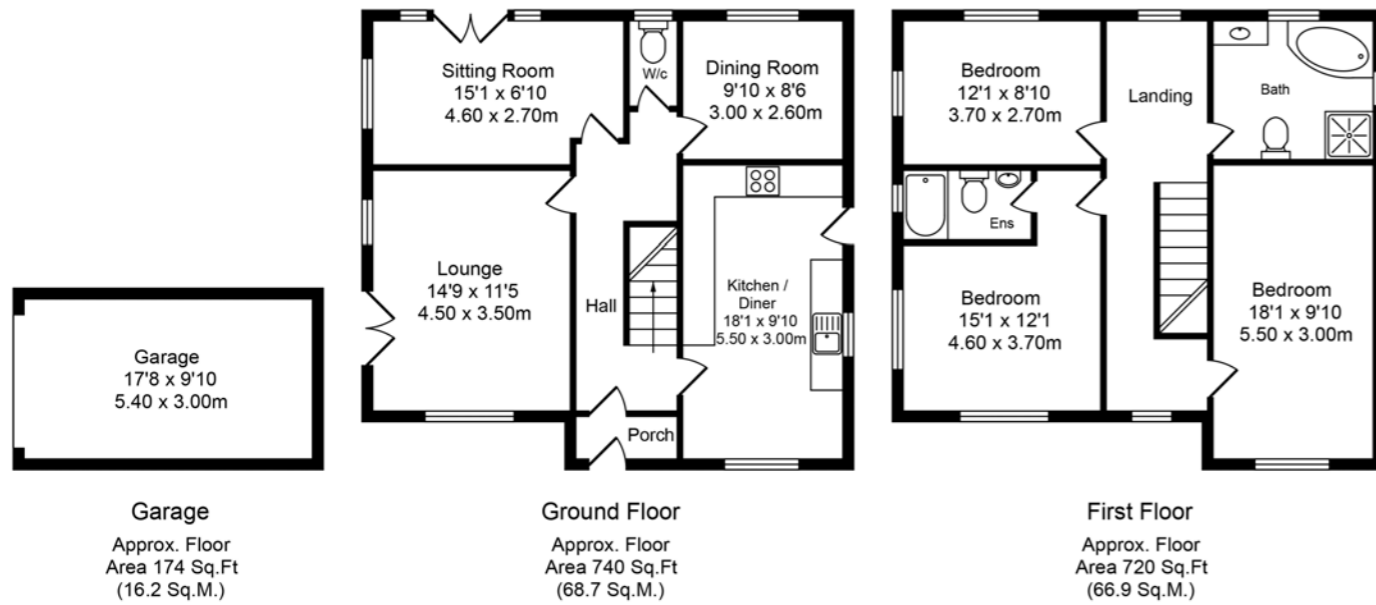 Garage
17'8 x 9'10
5.40 x 3.00m
Garage
Approx. Floor
Area 174 Sq.Ft
(16.2 Sq.M.)
Sitting Room
15'1 x 6'10
4.60 x 2.70m
W/c
Dining Room
9'10 x 8'6
3.00 x 2.60m
Lounge
14'9 x 11'5
4.50 x 3.50m
Hall
Kitchen /
Diner
18'1 x 9'10
5.50 x 3.00m
Porch
Ground Floor
Approx. Floor
Area 740 Sq.Ft
(68.7 Sq.M.)
Bedroom
12'1 x 8'10
3.70 x 2.70m
Landing
Bath
Ens
Bedroom
15'1 x 12'1
4.60 x 3.70m
Bedroom
18'1 x 9'10
5.50 x 3.00m
First Floor
Approx. Floor
Area 720 Sq.Ft
(66.9 Sq.M.)